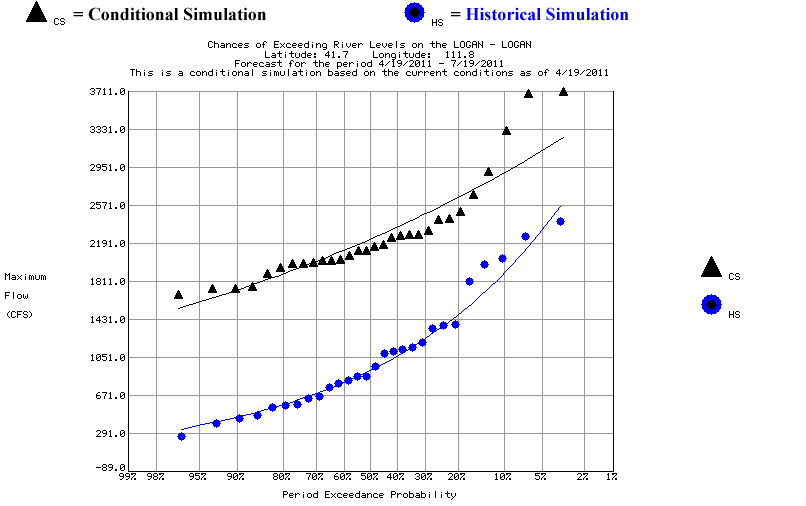 CS = Conditional Simulation HS = Historical Simulation
Chances of Exceeding River Levels on the LOGAN - LOGAN
Latitude: 41.7 Longitude: 111.8
Forecast for the period 4/19/2011 - 7/19/2011
This is a conditional simulation based on the current conditions as of 4/19/2011
3711.0
3331.0
2951.0
2571.0
2191.0
1811.0
1431.0
1051.0
671.0
291.0
-89.0
Maximum
Flow
(CFS)
CS
HS
99% 98% 95% 90% 80% 70% 60% 50% 40% 30% 20% 10% 5% 2% 1%
Period Exceedance Probability